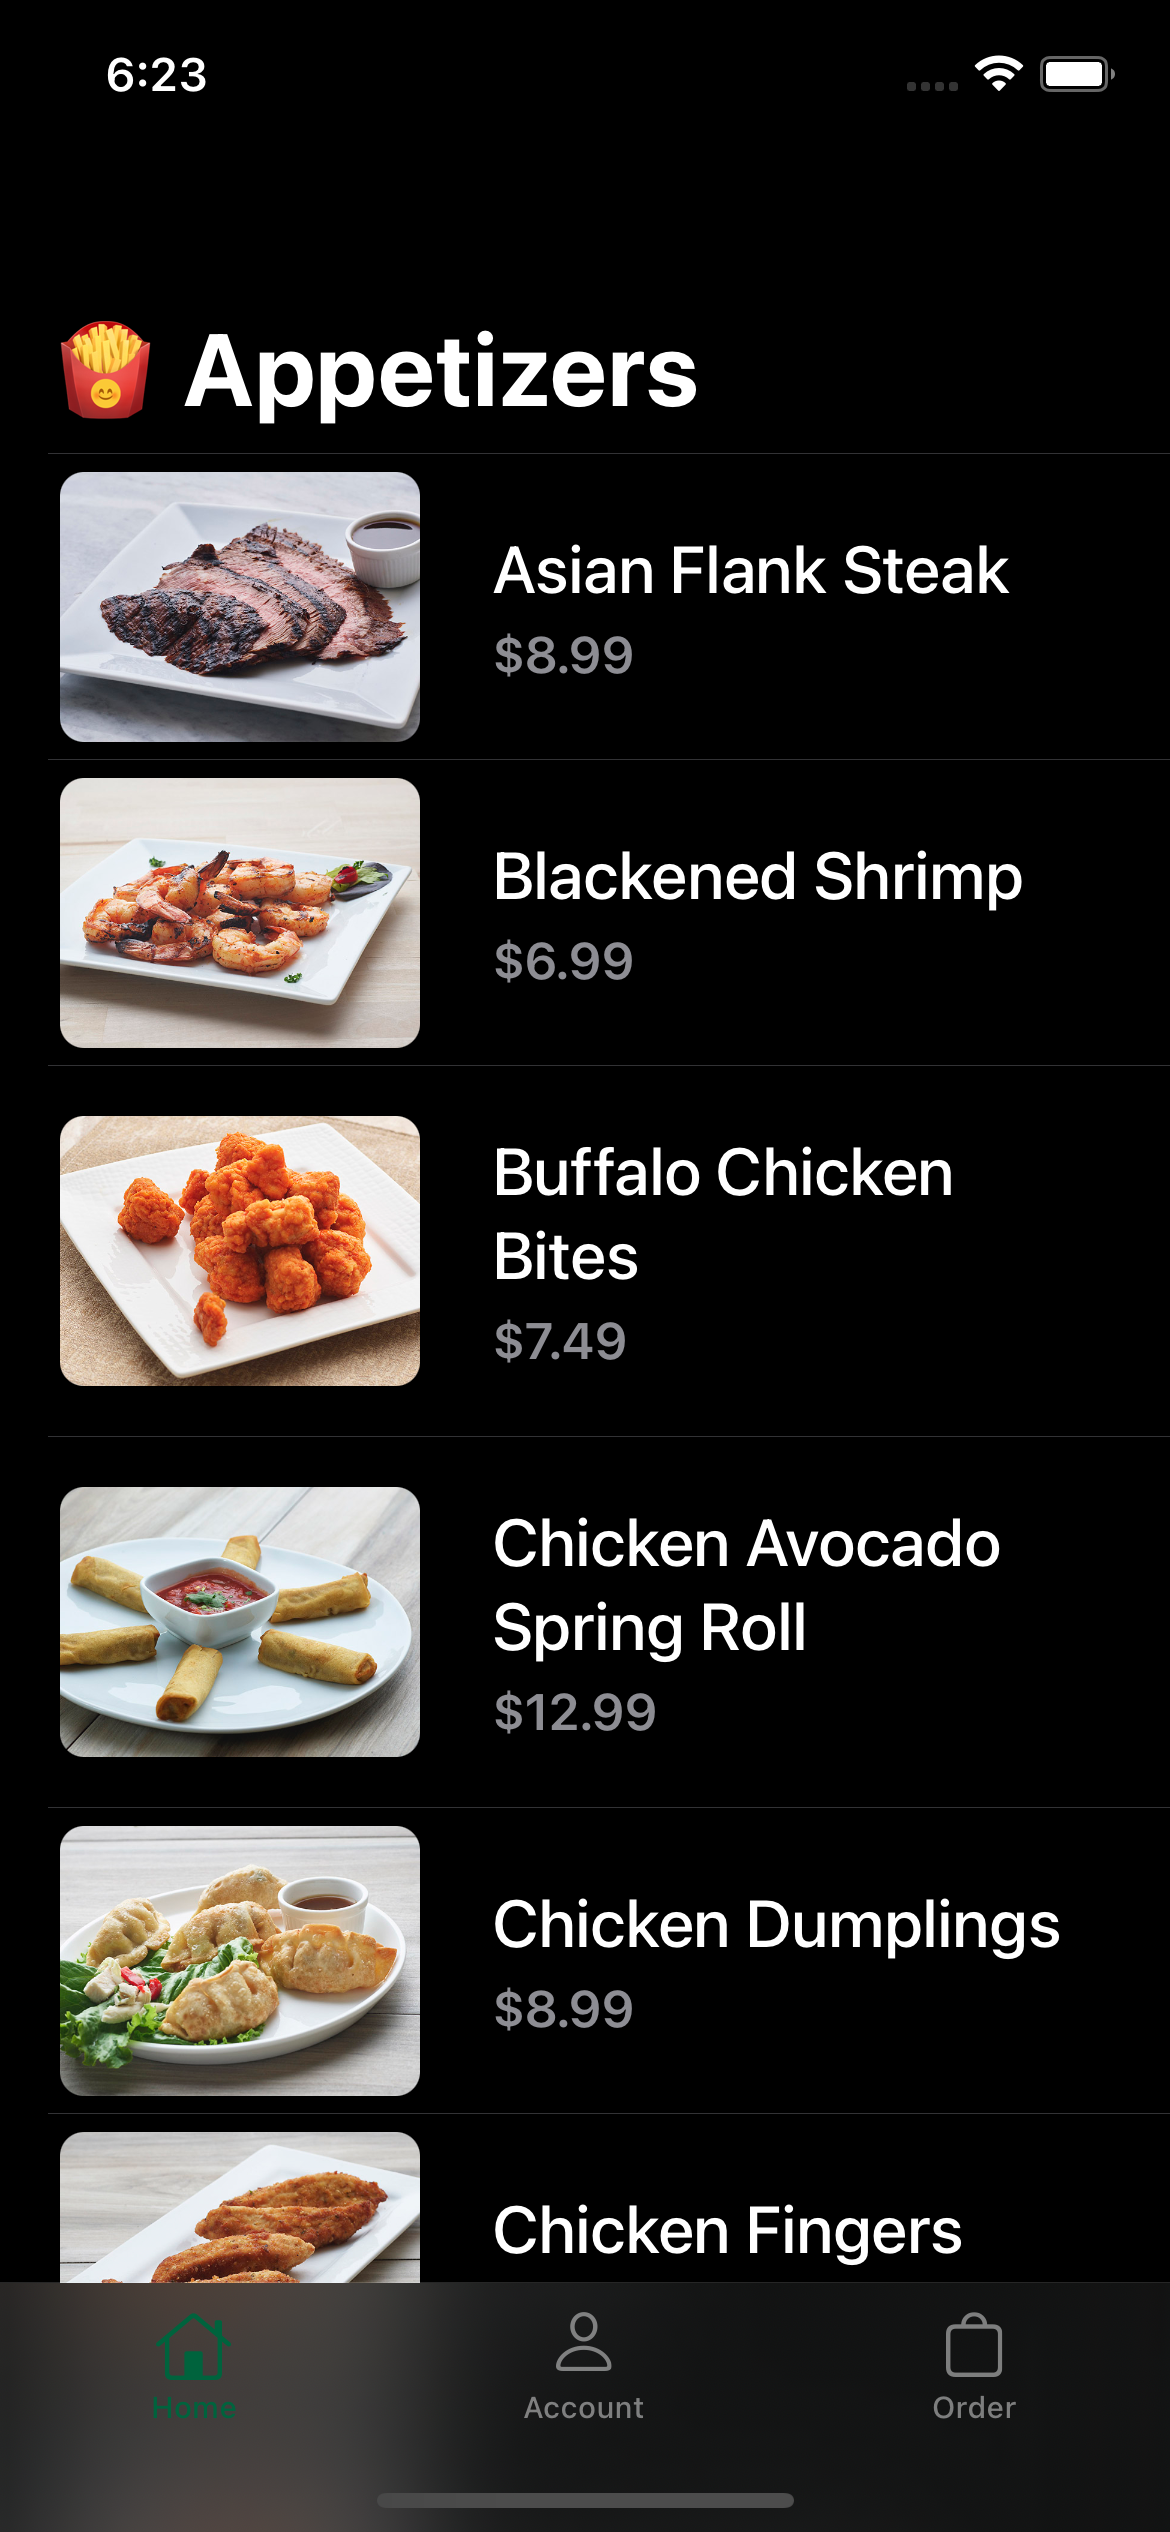 6:23
Appetizers
Asian Flank Steak
$8.99
Blackened Shrimp
$6.99
Buffalo Chicken
Bites
$7.49
Chicken Avocado
Spring Roll
$12.99
Chicken Dumplings
$8.99
Chicken Fingers
Home
Account
Order